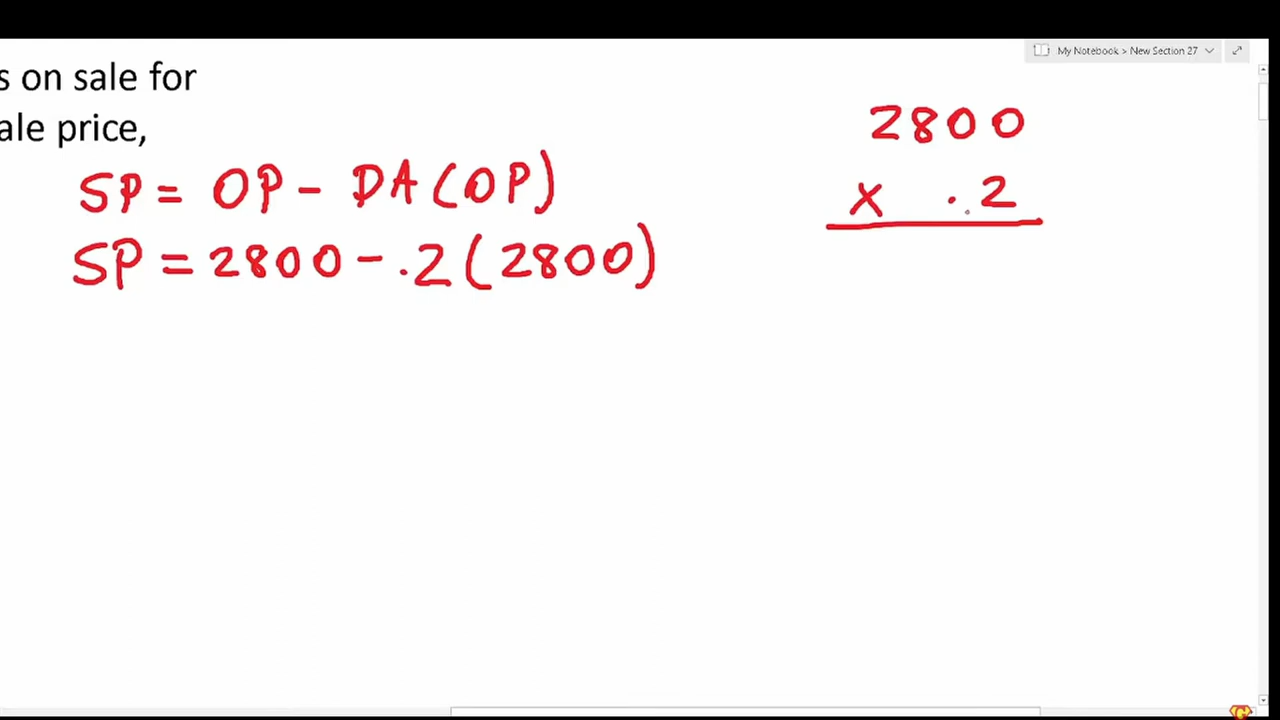 My Notebook > New Section 27
s on sale for
ale price,
SP = OP - DA (OP)
SP = 2800 - .2 (2800)
2800
x .2